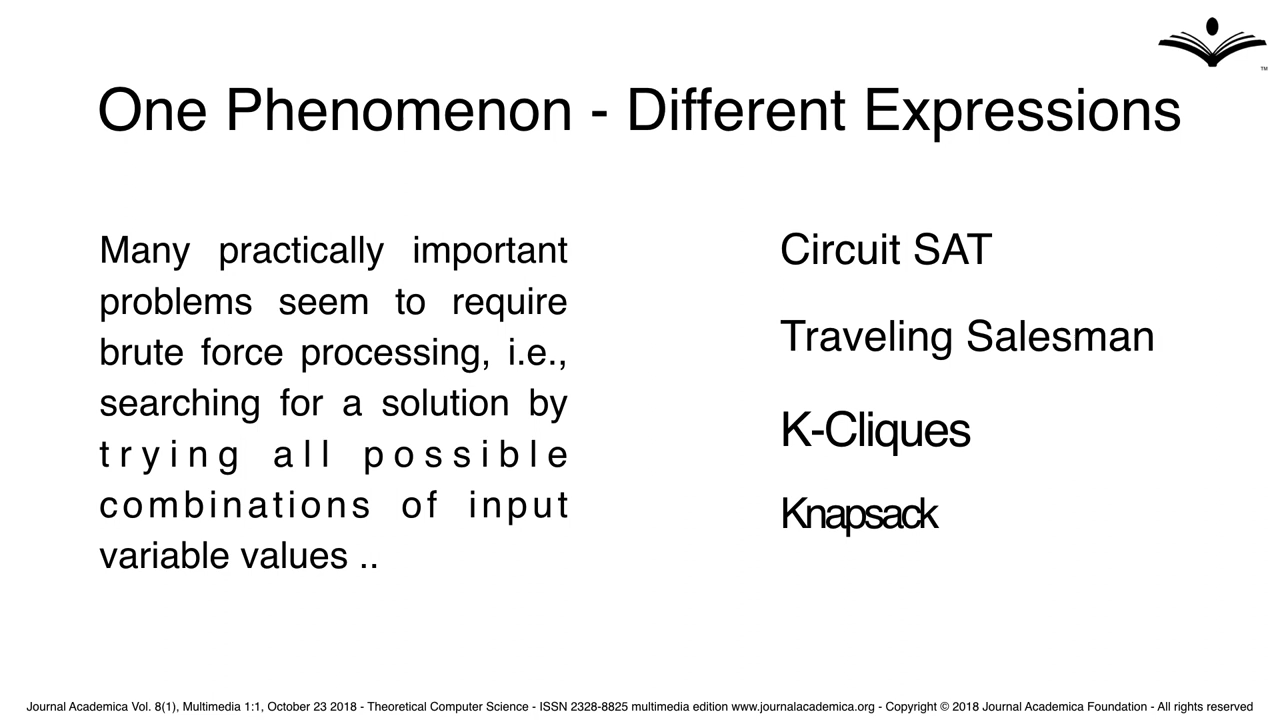 TM
One Phenomenon - Different Expressions
Many practically important
problems seem to require
brute force processing, i.e.,
searching for a solution by
trying all possible
combinations of input
variable values ..
Circuit SAT
Traveling Salesman
K-Cliques
Knapsack
Journal Academica Vol. 8(1), Multimedia 1:1, October 23 2018 - Theoretical Computer Science - ISSN 2328-8825 multimedia edition www.journalacademica.org - Copyright © 2018 Journal Academica Foundation - All rights reserved